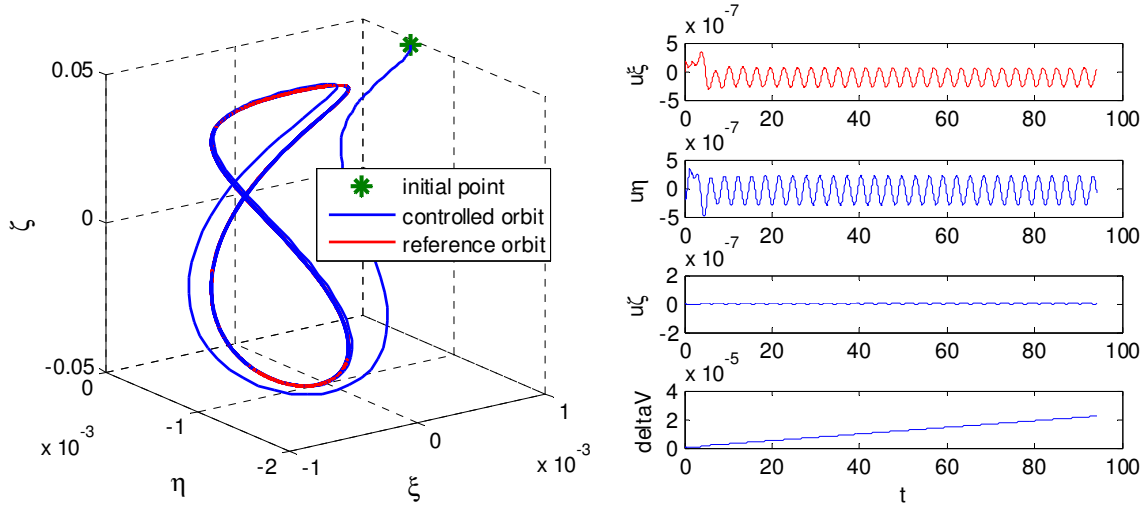 0.05
0
-0.05
ζ
0
-1
-2
x 10^-3
η
-1
0
1
x 10^-3
ξ
initial point
controlled orbit
reference orbit
x 10^-7
5
0
-5
uξ
0 20 40 60 80 100
x 10^-7
5
0
-5
uη
0 20 40 60 80 100
x 10^-7
2
0
-2
uζ
0 20 40 60 80 100
x 10^-5
4
2
0
deltaV
0 20 40 60 80 100
t